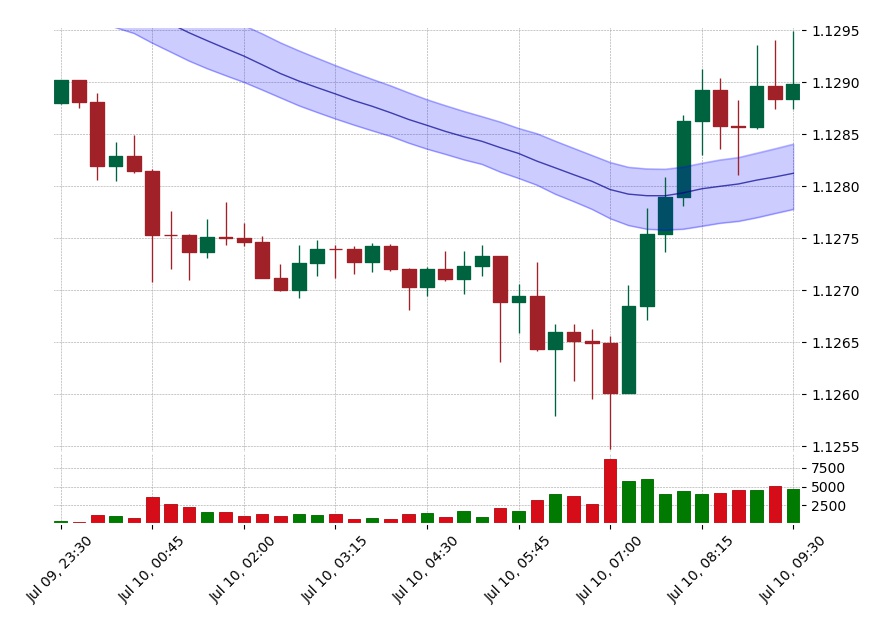 1.1295
1.1290
1.1285
1.1280
1.1275
1.1270
1.1265
1.1260
1.1255
7500
5000
2500
Jul 09, 23:30
Jul 10, 00:45
Jul 10, 02:00
Jul 10, 03:15
Jul 10, 04:30
Jul 10, 05:45
Jul 10, 07:00
Jul 10, 08:15
Jul 10, 09:30